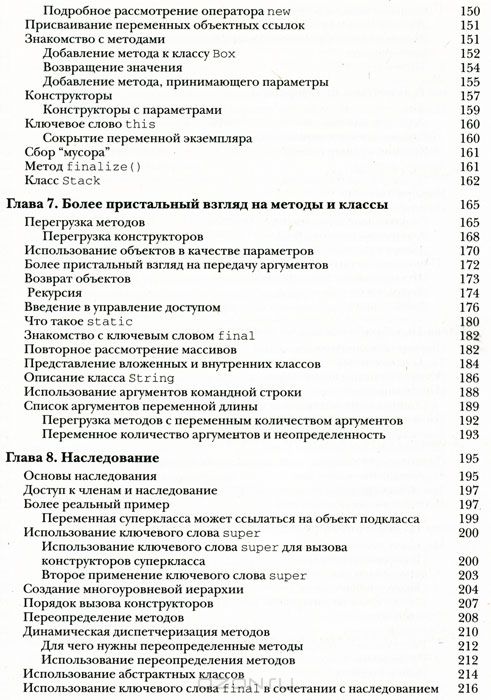 Подробное рассмотрение оператора new 150
Присваивание переменных объектных ссылок 151
Знакомство с методами 151
Добавление метода к классу Box 152
Возвращение значения 154
Добавление метода, принимающего параметры 155
Конструкторы 157
Конструкторы с параметрами 159
Ключевое слово this 160
Сокрытие переменной экземпляра 160
Сбор “мусора” 161
Метод finalize() 161
Класс Stack 162
Глава 7. Более пристальный взгляд на методы и классы 165
Перегрузка методов 165
Перегрузка конструкторов 168
Использование объектов в качестве параметров 170
Более пристальный взгляд на передачу аргументов 172
Возврат объектов 173
Рекурсия 174
Введение в управление доступом 176
Что такое static 180
Знакомство с ключевым словом final 182
Повторное рассмотрение массивов 182
Представление вложенных и внутренних классов 184
Описание класса String 186
Использование аргументов командной строки 188
Список аргументов переменной длины 189
Перегрузка методов с переменным количеством аргументов 192
Переменное количество аргументов и неопределенность 193
Глава 8. Наследование 195
Основы наследования 195
Доступ к членам и наследование 197
Более реальный пример 197
Переменная суперкласса может ссылаться на объект подкласса 199
Использование ключевого слова super 200
Использование ключевого слова super для вызова
конструкторов суперкласса 200
Второе применение ключевого слова super 203
Создание многоуровневой иерархии 204
Порядок вызова конструкторов 207
Переопределение методов 208
Динамическая диспетчеризация методов 210
Для чего нужны переопределенные методы 212
Использование переопределения методов 212
Использование абстрактных классов 214
Использование ключевого слова final в сочетании с наследованием 216